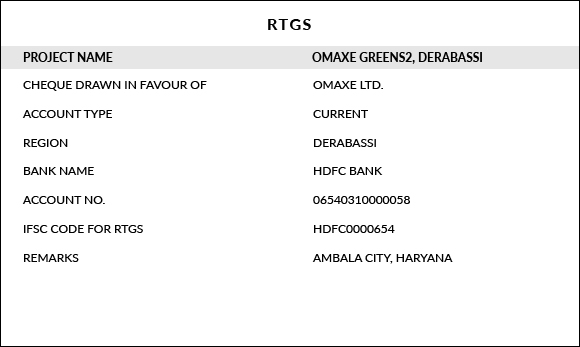 RTGS
PROJECT NAME OMAXE GREENS2, DERABASSI
CHEQUE DRAWN IN FAVOUR OF OMAXE LTD.
ACCOUNT TYPE CURRENT
REGION DERABASSI
BANK NAME HDFC BANK
ACCOUNT NO. 06540310000058
IFSC CODE FOR RTGS HDFC0000654
REMARKS AMBALA CITY, HARYANA